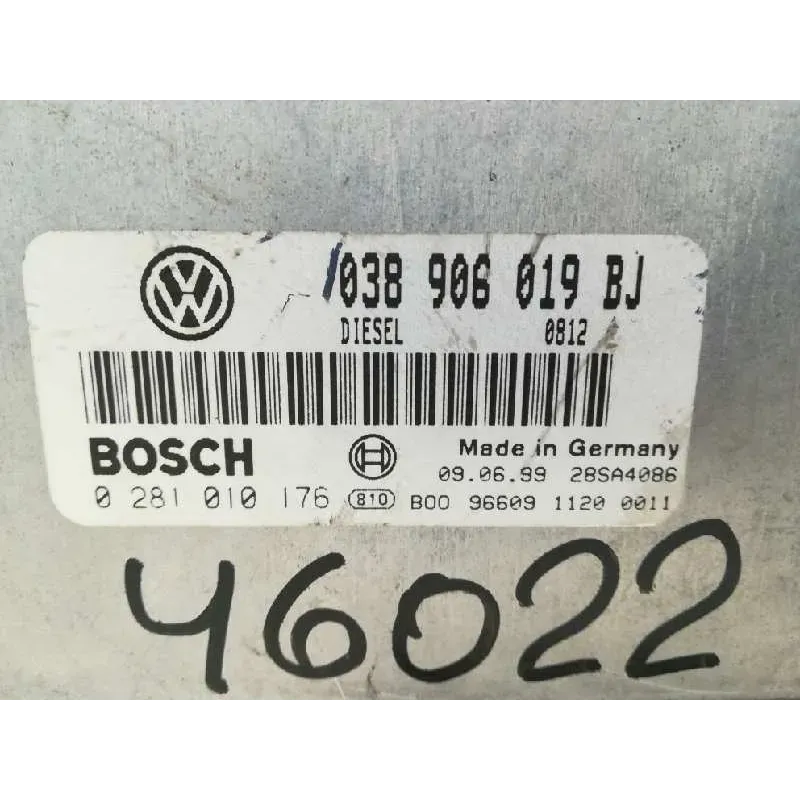 038 906 019 BJ
DIESEL 0812
BOSCH Made in Germany
09.06.99 28SA4086
0 281 010 176 810 B00 96609 1120 0011
46022